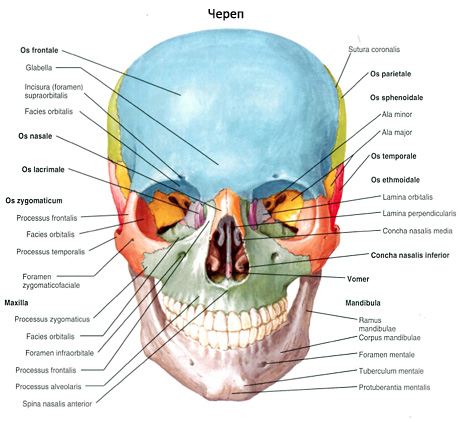 Череп
Os frontale
Glabella
Incisura (foramen)
supraorbitalis
Facies orbitalis
Os nasale
Os lacrimale
Os zygomaticum
Processus frontalis
Facies orbitalis
Processus temporalis
Foramen
zygomaticofaciale
Maxilla
Processus zygomaticus
Facies orbitalis
Foramen infraorbitale
Processus frontalis
Processus alveolaris
Spina nasalis anterior
Sutura coronalis
Os parietale
Os sphenoidale
Ala minor
Ala major
Os temporale
Os ethmoidale
Lamina orbitalis
Lamina perpendicularis
Concha nasalis media
Concha nasalis inferior
Vomer
Mandibula
Ramus
mandibulae
Corpus mandibulae
Foramen mentale
Tuberculum mentale
Protuberantia mentalis